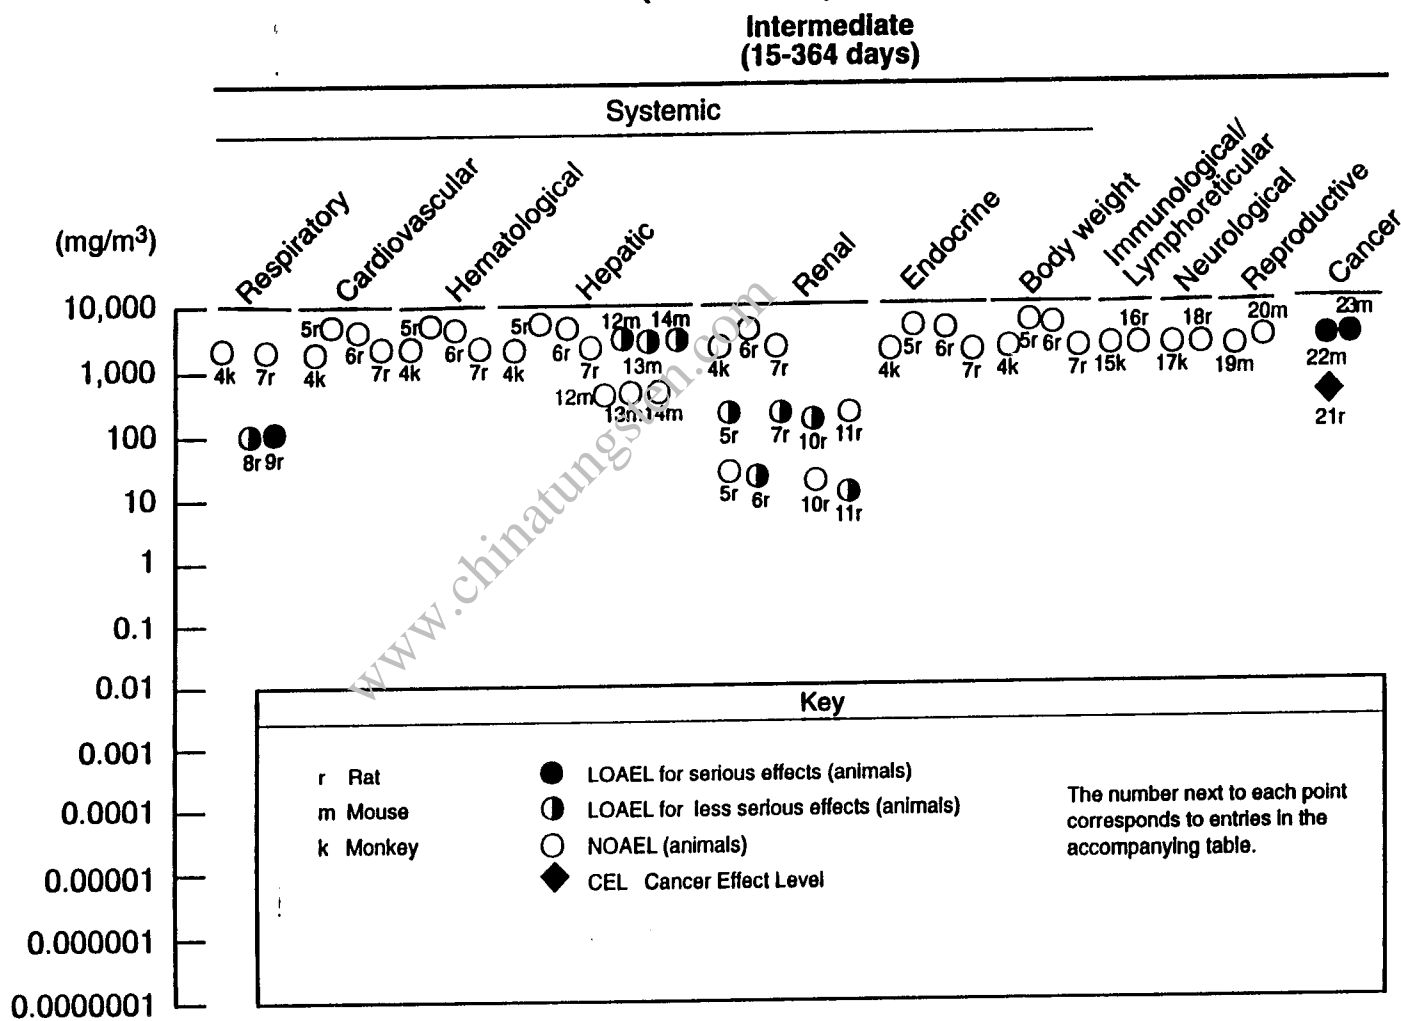 Intermediate
(15-364 days)
Systemic
Respiratory
Cardiovascular
Hematological
Hepatic
Renal
Endocrine
Body weight
Immunological/
Lymphoreticular
Neurological
Reproductive
Cancer
(mg/m³)
10,000
1,000
100
10
1
0.1
0.01
0.001
0.0001
0.00001
0.000001
0.0000001
4k 7r
8r 9r
5r
4k 6r 7r
5r
4k 6r 7r
5r 12m 14m
4k 6r 7r 13m
12m 13m 14m
4k 6r 7r
5r 7r 10r 11r
5r 6r 10r 11r
4k 5r 6r 7r
4k 5r 6r 7r
16r
15k
18r
17k
20m
19m
23m
22m
21r
www.chinatungsten.com
Key
r Rat
m Mouse
k Monkey
LOAEL for serious effects (animals)
LOAEL for less serious effects (animals)
NOAEL (animals)
CEL Cancer Effect Level
The number next to each point
corresponds to entries in the
accompanying table.